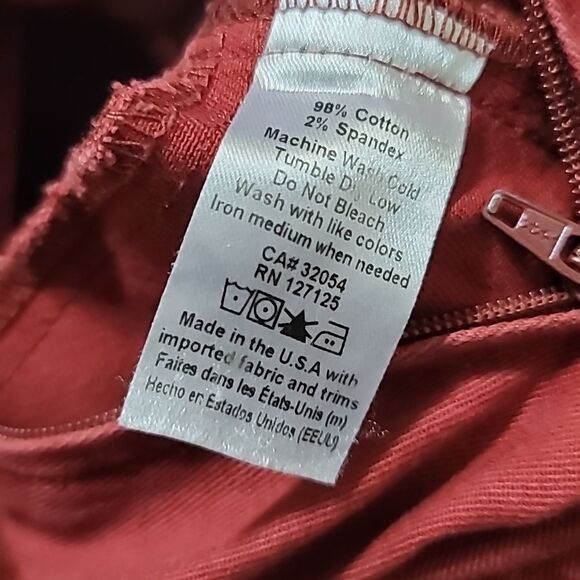 98% Cotton
2% Spandex
Machine Wash Cold
Tumble Dr Low
Do Not Bleach
Wash with like colors
Iron medium when needed
CA# 32054
RN 127125
Made in the U.S.A with
imported fabric and trims
Faites dans les États-Unis (m)
Hecho en Estados Unidos (EEUU)